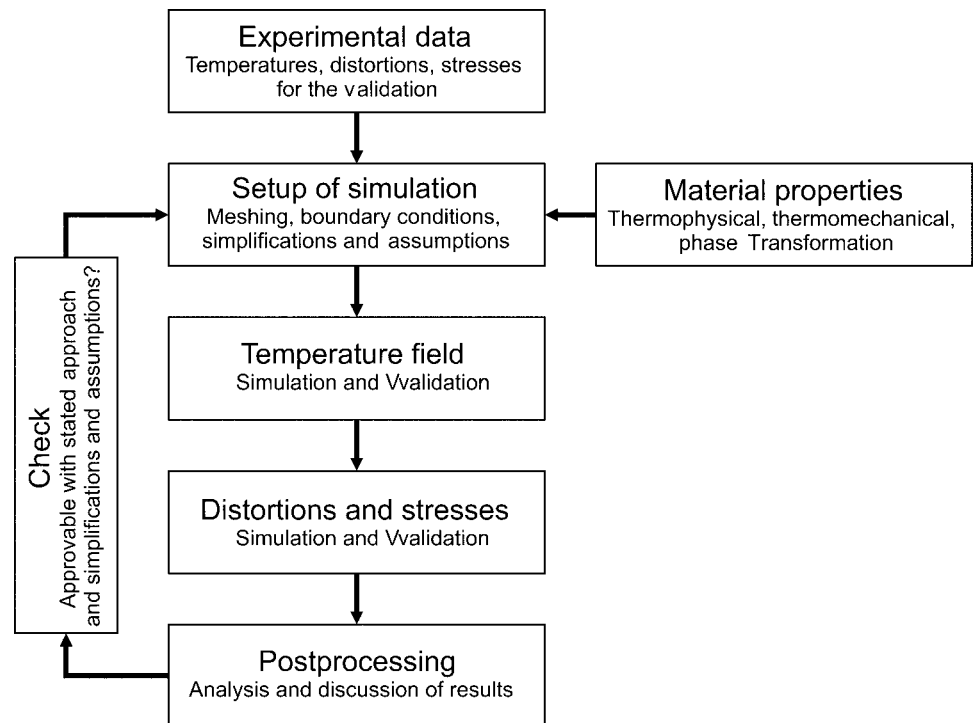 Experimental data
Temperatures, distortions, stresses
for the validation
Setup of simulation
Meshing, boundary conditions,
simplifications and assumptions
Material properties
Thermophysical, thermomechanical,
phase Transformation
Temperature field
Simulation and Vvalidation
Distortions and stresses
Simulation and Vvalidation
Postprocessing
Analysis and discussion of results
Check
Approvable with stated approach
and simplifications and assumptions?